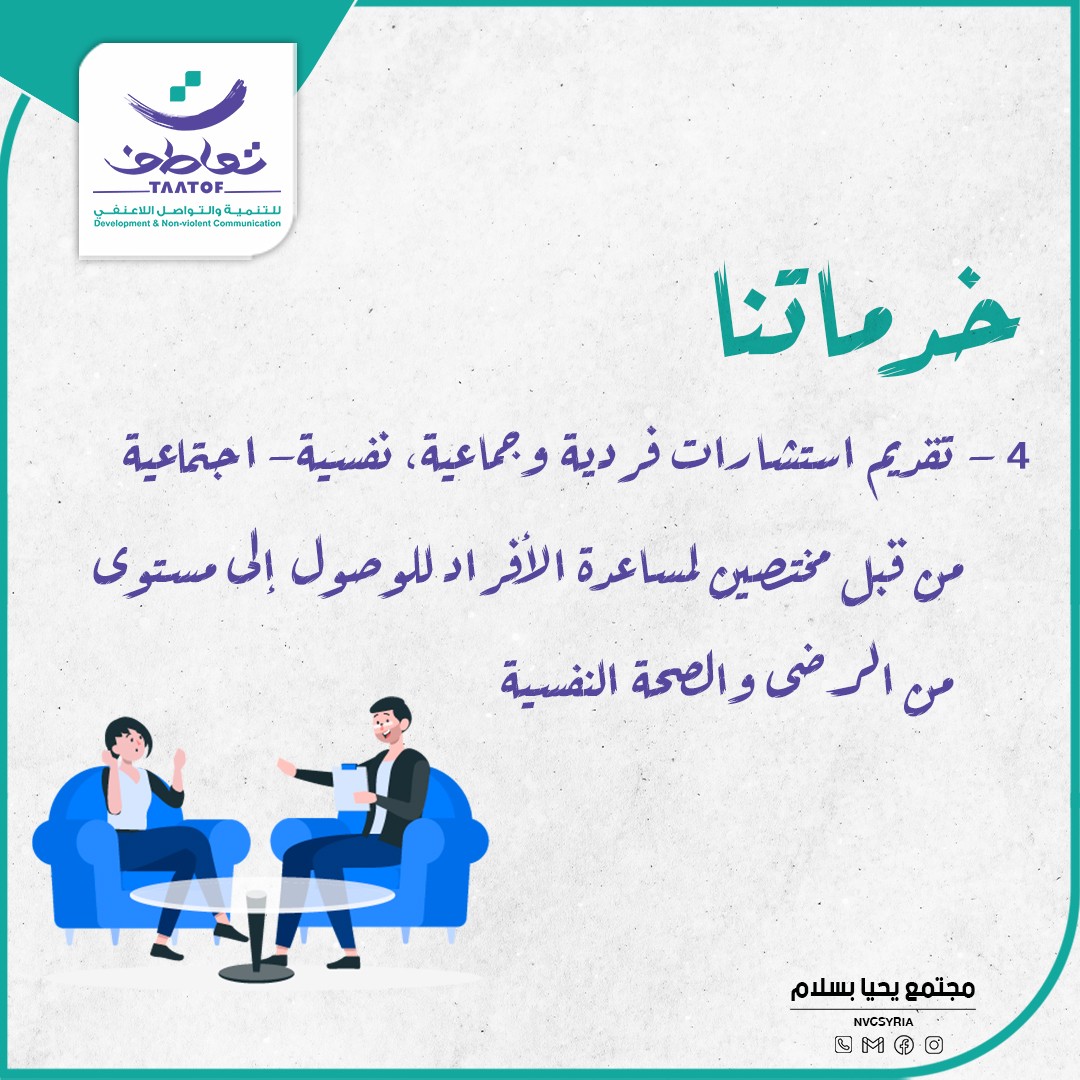 تعاطف
TAATOF
للتنمية والتواصل اللاعنفي
Development & Non-violent Communication
خدماتنا
4 - تقديم استشارات فردية وجماعية، نفسية- اجتماعية
من قبل مختصين لمساعدة الأفراد للوصول إلى مستوى
من الرضى والصحة النفسية
مجتمع يحيا بسلام
NVCSYRIA